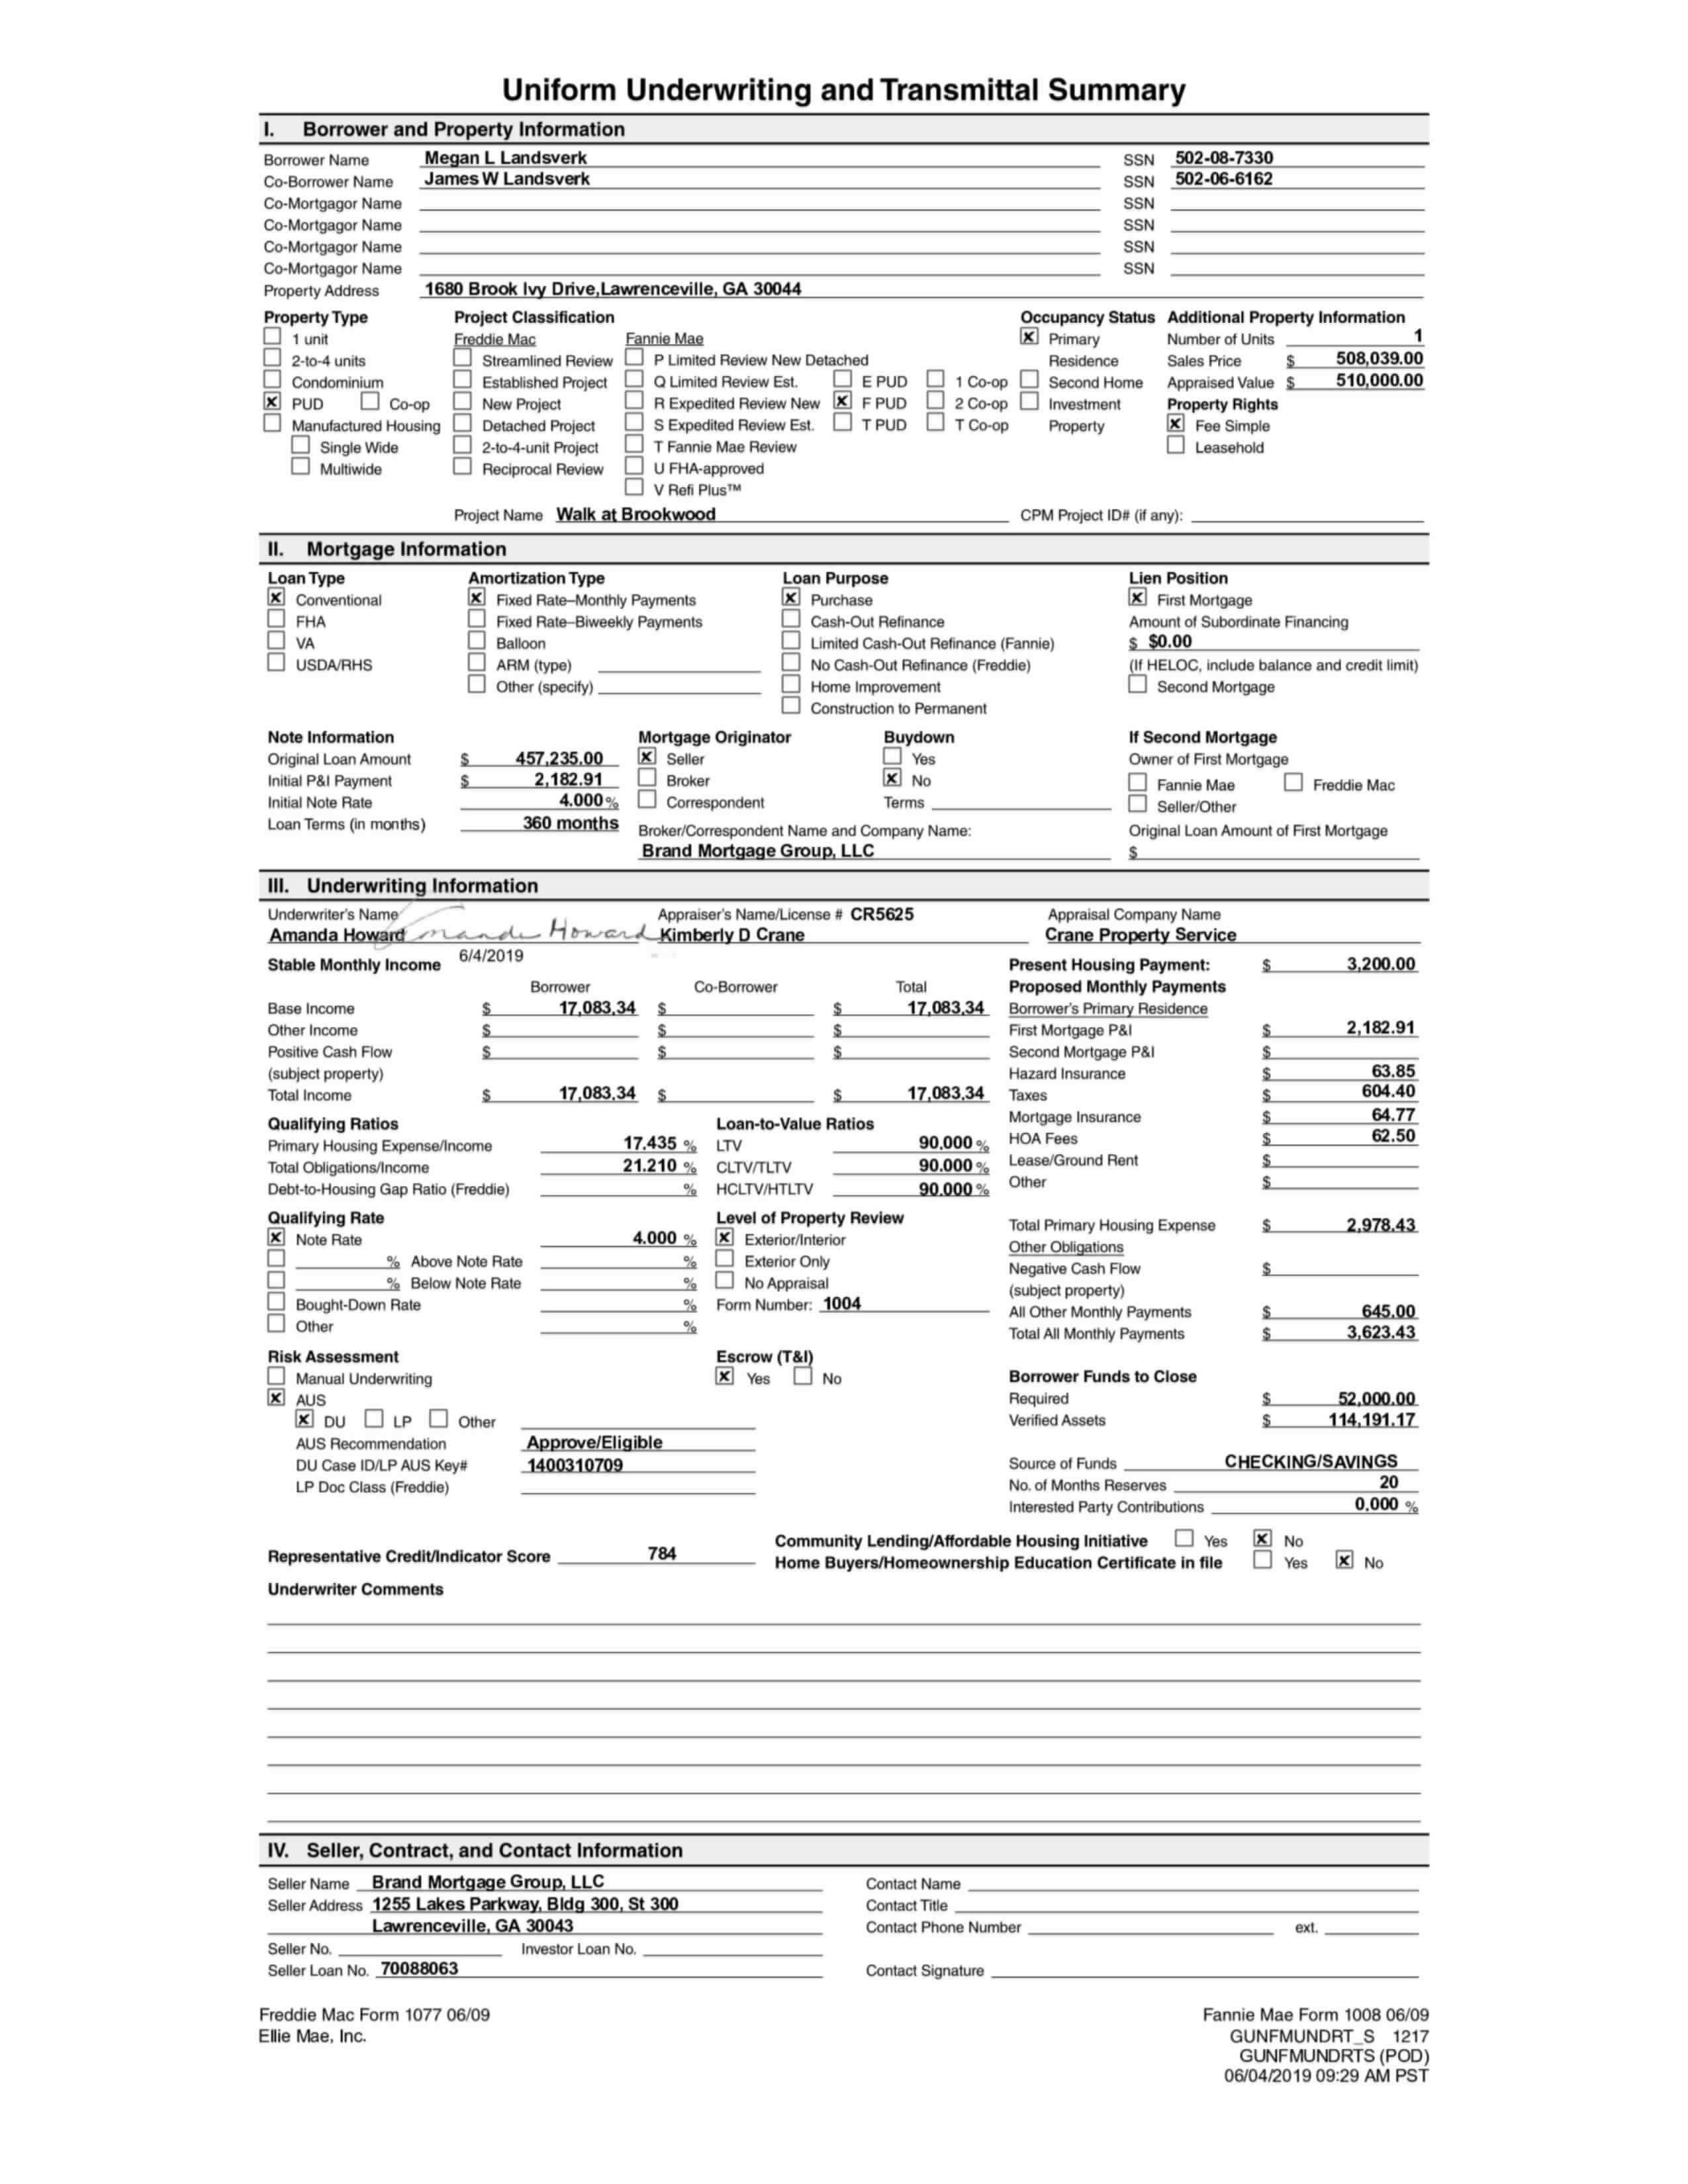 Uniform Underwriting and Transmittal Summary
I. Borrower and Property Information
Borrower Name Megan L Landsverk SSN 502-08-7330
Co-Borrower Name James W Landsverk SSN 502-06-6162
Co-Mortgagor Name SSN
Co-Mortgagor Name SSN
Co-Mortgagor Name SSN
Co-Mortgagor Name SSN
Property Address 1680 Brook Ivy Drive,Lawrenceville, GA 30044
Property Type Project Classification Occupancy Status Additional Property Information
1 unit Freddie Mac Fannie Mae Primary Number of Units 1
2-to-4 units Streamlined Review P Limited Review New Detached Residence Sales Price $ 508,039.00
Condominium Established Project Q Limited Review Est. E PUD 1 Co-op Second Home Appraised Value $ 510,000.00
PUD Co-op New Project R Expedited Review New F PUD 2 Co-op Investment Property Rights
Manufactured Housing Detached Project S Expedited Review Est. T PUD T Co-op Property Fee Simple
Single Wide 2-to-4-unit Project T Fannie Mae Review Leasehold
Multiwide Reciprocal Review U FHA-approved
V Refi Plus™
Project Name Walk at Brookwood CPM Project ID# (if any):
II. Mortgage Information
Loan Type Amortization Type Loan Purpose Lien Position
Conventional Fixed Rate–Monthly Payments Purchase First Mortgage
FHA Fixed Rate–Biweekly Payments Cash-Out Refinance Amount of Subordinate Financing
VA Balloon Limited Cash-Out Refinance (Fannie) $ $0.00
USDA/RHS ARM (type) No Cash-Out Refinance (Freddie) (If HELOC, include balance and credit limit)
Other (specify) Home Improvement Second Mortgage
Construction to Permanent
Note Information Mortgage Originator Buydown If Second Mortgage
Original Loan Amount $ 457,235.00 Seller Yes Owner of First Mortgage
Initial P&I Payment $ 2,182.91 Broker No Fannie Mae Freddie Mac
Initial Note Rate 4.000% Correspondent Terms Seller/Other
Loan Terms (in months) 360 months Broker/Correspondent Name and Company Name: Original Loan Amount of First Mortgage
Brand Mortgage Group, LLC $
III. Underwriting Information
Underwriter's Name Appraiser's Name/License # CR5625 Appraisal Company Name
Amanda Howard Amanda Howard Kimberly D Crane Crane Property Service
Stable Monthly Income 6/4/2019 Present Housing Payment: $ 3,200.00
Borrower Co-Borrower Total Proposed Monthly Payments
Base Income $ 17,083.34 $ $ 17,083.34 Borrower's Primary Residence
Other Income $ $ $ First Mortgage P&I $ 2,182.91
Positive Cash Flow $ $ $ Second Mortgage P&I $
(subject property) Hazard Insurance $ 63.85
Total Income $ 17,083.34 $ $ 17,083.34 Taxes $ 604.40
Qualifying Ratios Loan-to-Value Ratios Mortgage Insurance $ 64.77
Primary Housing Expense/Income 17.435 % LTV 90.000 % HOA Fees $ 62.50
Total Obligations/Income 21.210 % CLTV/TLTV 90.000 % Lease/Ground Rent $
Debt-to-Housing Gap Ratio (Freddie) % HCLTV/HTLTV 90.000 % Other $
Qualifying Rate Level of Property Review Total Primary Housing Expense $ 2,978.43
Note Rate 4.000 % Exterior/Interior Other Obligations
% Above Note Rate % Exterior Only Negative Cash Flow $
% Below Note Rate % No Appraisal (subject property)
Bought-Down Rate % Form Number: 1004 All Other Monthly Payments $ 645.00
Other % Total All Monthly Payments $ 3,623.43
Risk Assessment Escrow (T&I)
Manual Underwriting Yes No Borrower Funds to Close
AUS Required $ 52,000.00
DU LP Other Verified Assets $ 114,191.17
AUS Recommendation Approve/Eligible
DU Case ID/LP AUS Key# 1400310709 Source of Funds CHECKING/SAVINGS
LP Doc Class (Freddie) No. of Months Reserves 20
Interested Party Contributions 0.000 %
Community Lending/Affordable Housing Initiative Yes No
Representative Credit/Indicator Score 784 Home Buyers/Homeownership Education Certificate in file Yes No
Underwriter Comments
IV. Seller, Contract, and Contact Information
Seller Name Brand Mortgage Group, LLC Contact Name
Seller Address 1255 Lakes Parkway, Bldg 300, St 300 Contact Title
Lawrenceville, GA 30043 Contact Phone Number ext.
Seller No. Investor Loan No.
Seller Loan No. 70088063 Contact Signature
Freddie Mac Form 1077 06/09 Fannie Mae Form 1008 06/09
Ellie Mae, Inc. GUNFMUNDRT_S 1217
GUNFMUNDRTS (POD)
06/04/2019 09:29 AM PST